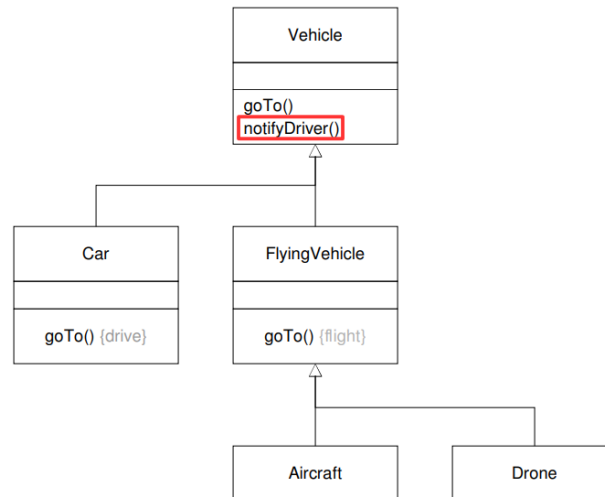 Vehicle
goTo()
notifyDriver()
Car
FlyingVehicle
goTo() {drive}
goTo() {flight}
Aircraft
Drone